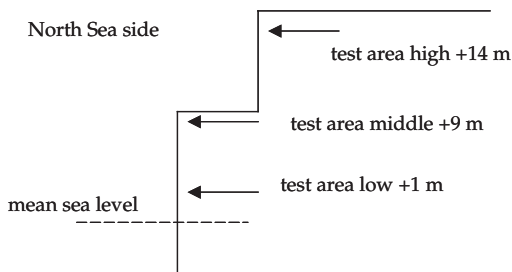 North Sea side
test area high +14 m
test area middle +9 m
test area low +1 m
mean sea level